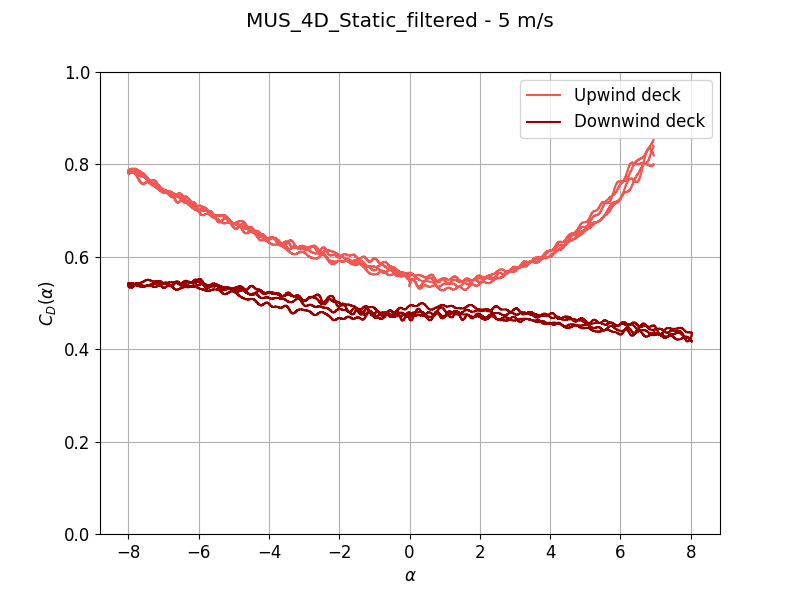 MUS_4D_Static_filtered - 5 m/s
Upwind deck
Downwind deck
1.0
0.8
0.6
0.4
0.2
0.0
C_D(α)
−8 −6 −4 −2 0 2 4 6 8
α